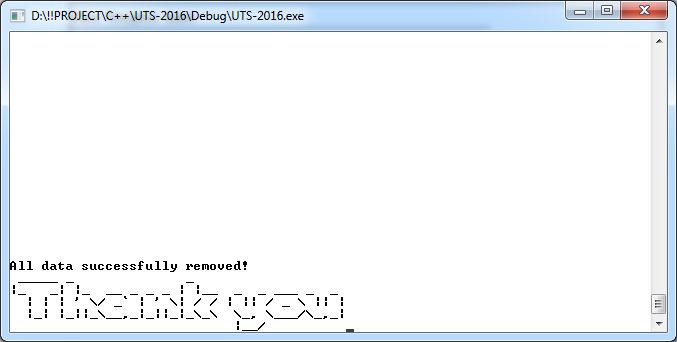 D:\!!PROJECT\C++\UTS-2016\Debug\UTS-2016.exe
All data successfully removed!
Thank you